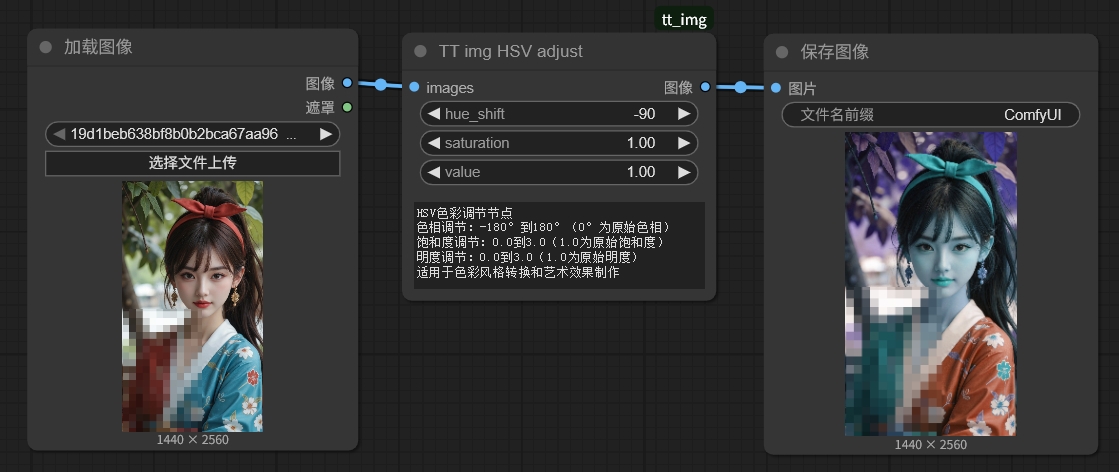 tt_img
加载图像
图像
遮罩
19d1beb638bf8b0b2bca67aa96 ...
选择文件上传
1440 × 2560
TT img HSV adjust
images
图像
hue_shift -90
saturation 1.00
value 1.00
HSV色彩调节节点
色相调节：-180°到180°（0°为原始色相）
饱和度调节：0.0到3.0（1.0为原始饱和度）
明度调节：0.0到3.0（1.0为原始明度）
适用于色彩风格转换和艺术效果制作
保存图像
图片
文件名前缀 ComfyUI
1440 × 2560